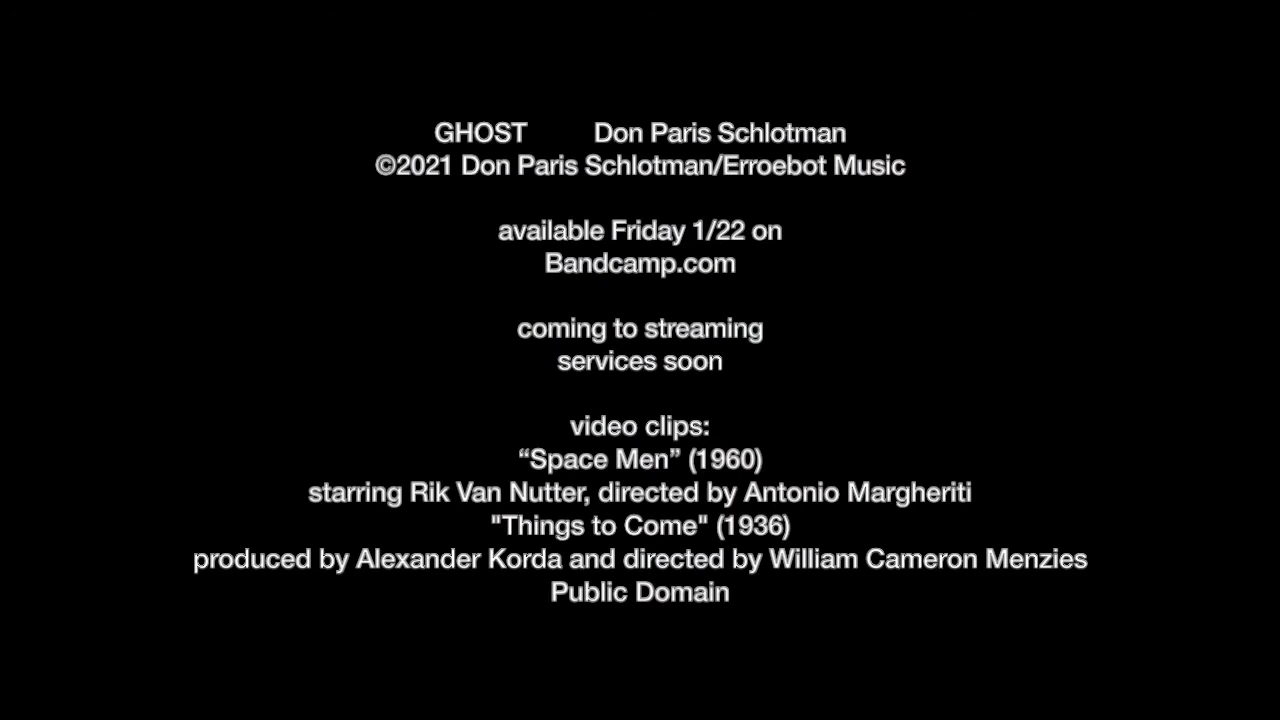 GHOST Don Paris Schlotman
©2021 Don Paris Schlotman/Erroebot Music
available Friday 1/22 on
Bandcamp.com
coming to streaming
services soon
video clips:
“Space Men” (1960)
starring Rik Van Nutter, directed by Antonio Margheriti
"Things to Come" (1936)
produced by Alexander Korda and directed by William Cameron Menzies
Public Domain